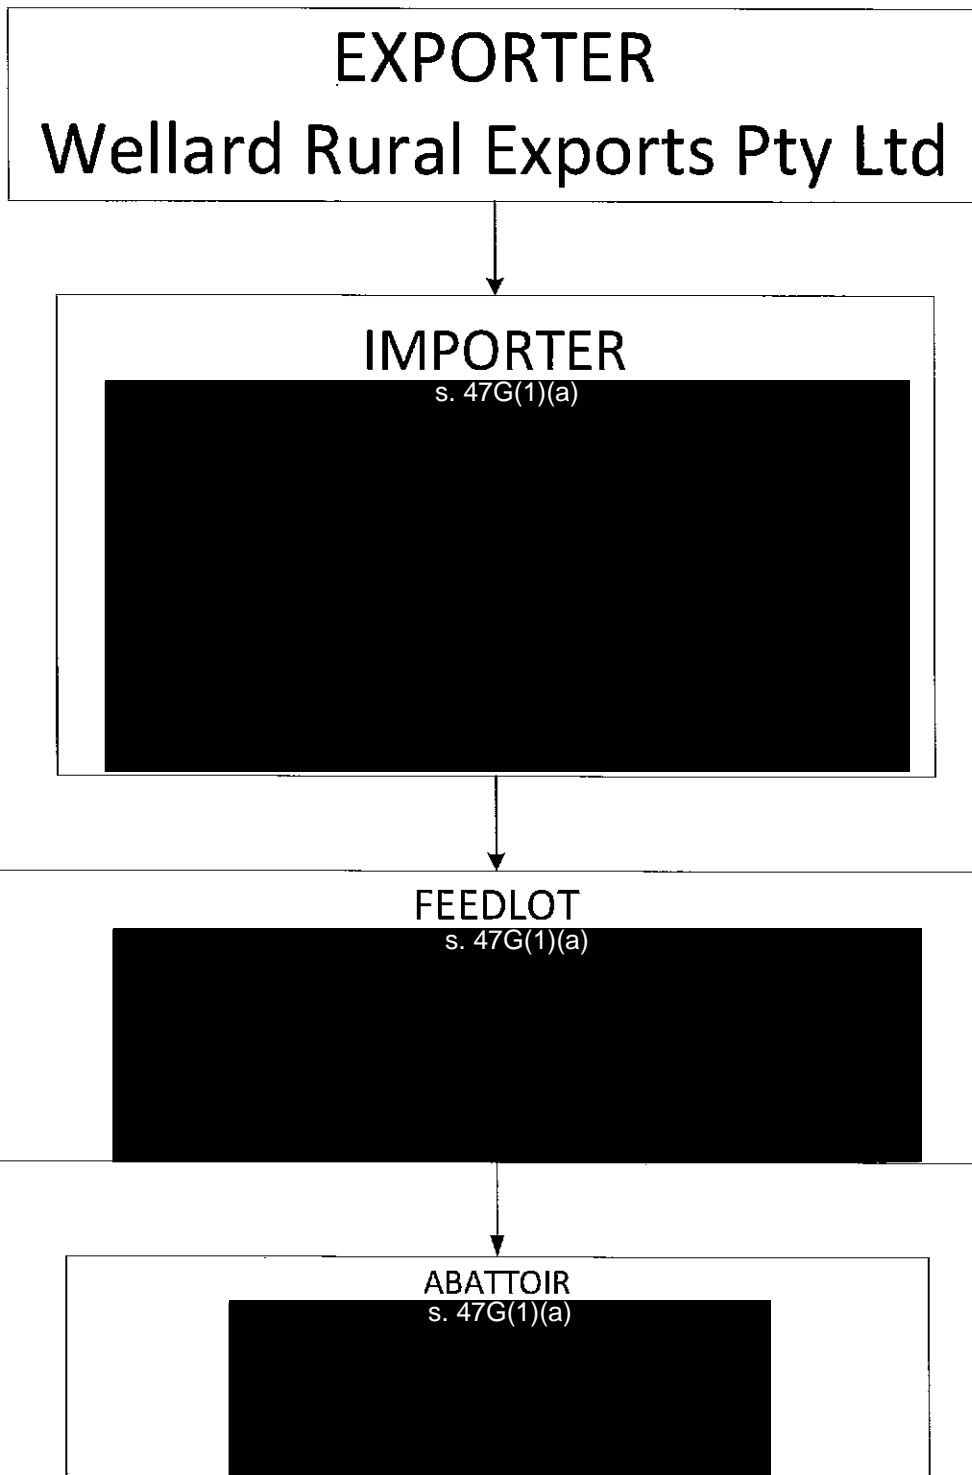 EXPORTER
Wellard Rural Exports Pty Ltd
IMPORTER
s. 47G(1)(a)
FEEDLOT
s. 47G(1)(a)
ABATTOIR
s. 47G(1)(a)